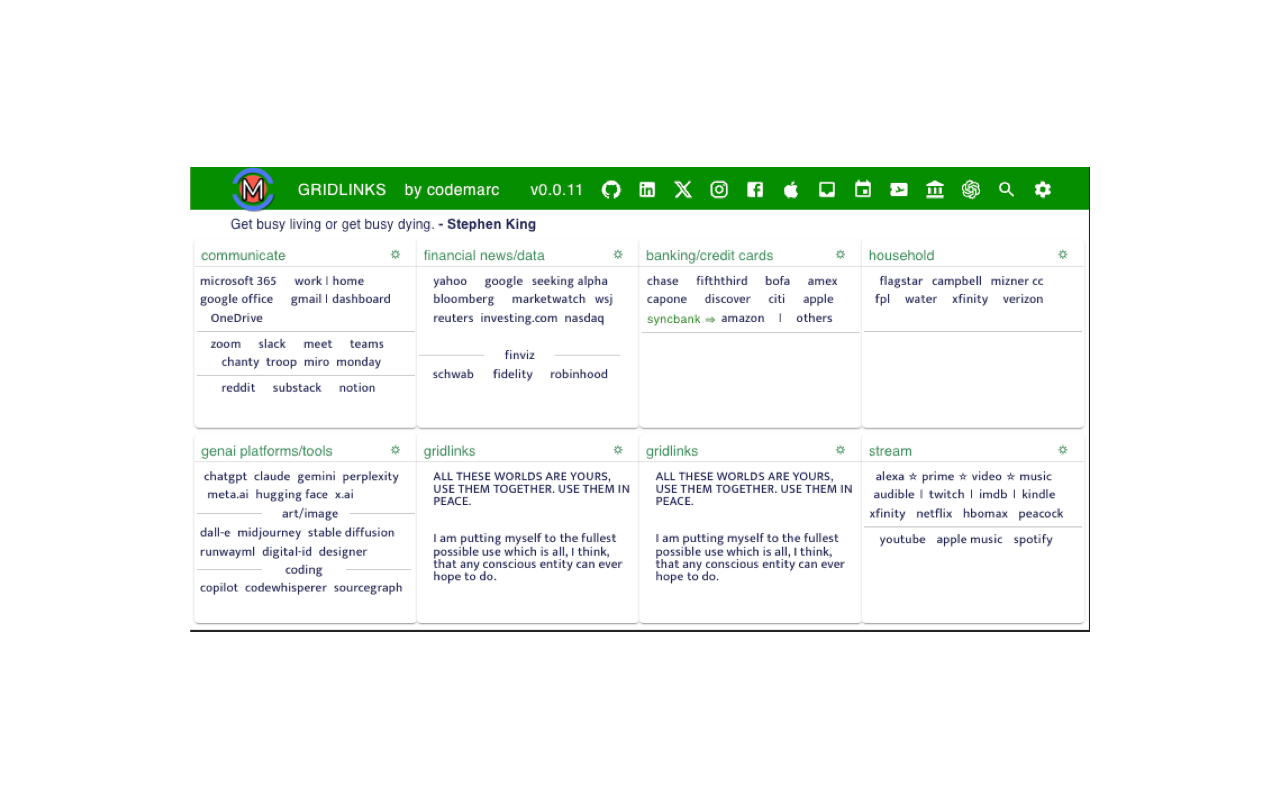 M GRIDLINKS by codemarc v0.0.11
Get busy living or get busy dying. - Stephen King
communicate
microsoft 365 work | home
google office gmail | dashboard
OneDrive
zoom slack meet teams
chanty troop miro monday
reddit substack notion
financial news/data
yahoo google seeking alpha
bloomberg marketwatch wsj
reuters investing.com nasdaq
finviz
schwab fidelity robinhood
banking/credit cards
chase fifththird bofa amex
capone discover citi apple
syncbank ⇒ amazon | others
household
flagstar campbell mizner cc
fpl water xfinity verizon
genai platforms/tools
chatgpt claude gemini perplexity
meta.ai hugging face x.ai
art/image
dall-e midjourney stable diffusion
runwayml digital-id designer
coding
copilot codewhisperer sourcegraph
gridlinks
ALL THESE WORLDS ARE YOURS,
USE THEM TOGETHER. USE THEM IN
PEACE.
I am putting myself to the fullest
possible use which is all, I think,
that any conscious entity can ever
hope to do.
gridlinks
ALL THESE WORLDS ARE YOURS,
USE THEM TOGETHER. USE THEM IN
PEACE.
I am putting myself to the fullest
possible use which is all, I think,
that any conscious entity can ever
hope to do.
stream
alexa ☆ prime ☆ video ☆ music
audible | twitch | imdb | kindle
xfinity netflix hbomax peacock
youtube apple music spotify